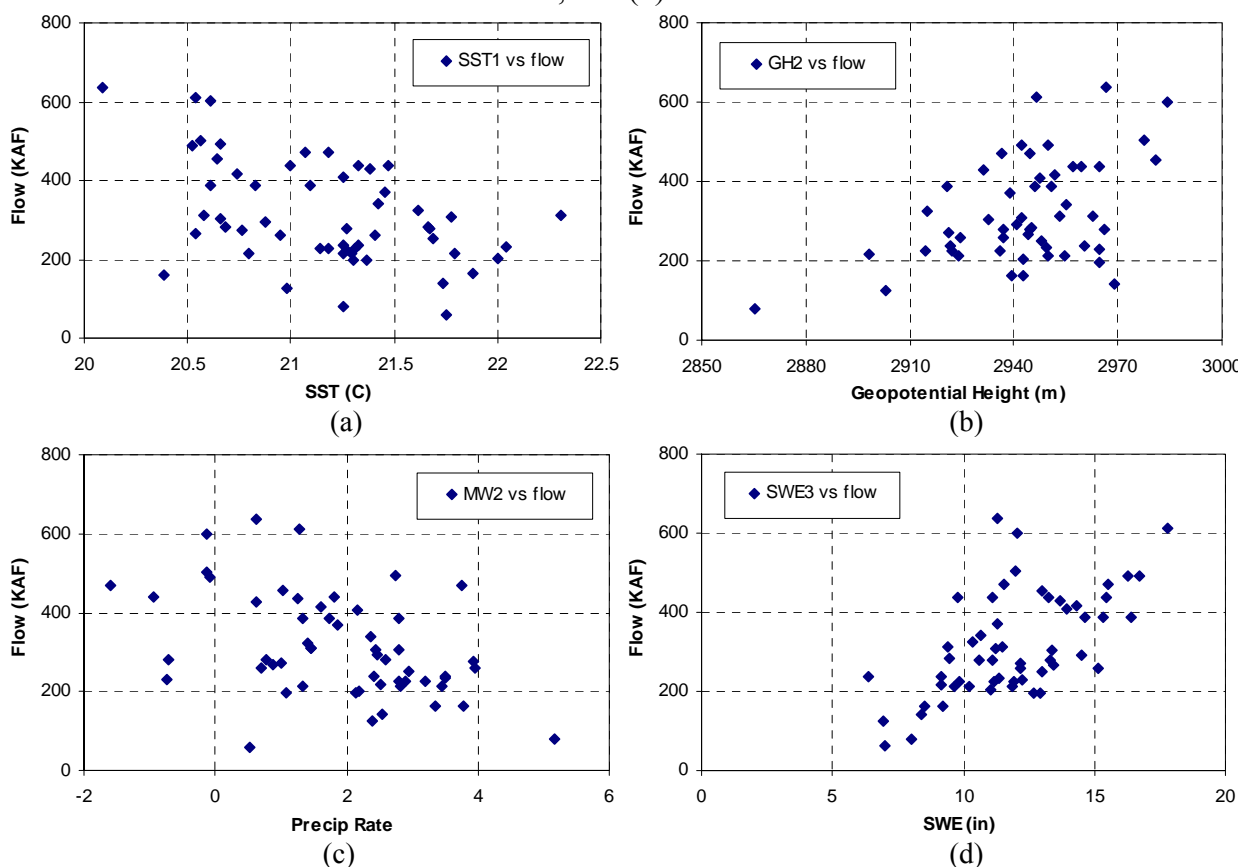 800
600
400
200
0
Flow (KAF)
SST1 vs flow
20 20.5 21 21.5 22 22.5
SST (C)
(a)
800
600
400
200
0
Flow (KAF)
GH2 vs flow
2850 2880 2910 2940 2970 3000
Geopotential Height (m)
(b)
800
600
400
200
0
Flow (KAF)
MW2 vs flow
-2 0 2 4 6
Precip Rate
(c)
800
600
400
200
0
Flow (KAF)
SWE3 vs flow
0 5 10 15 20
SWE (in)
(d)